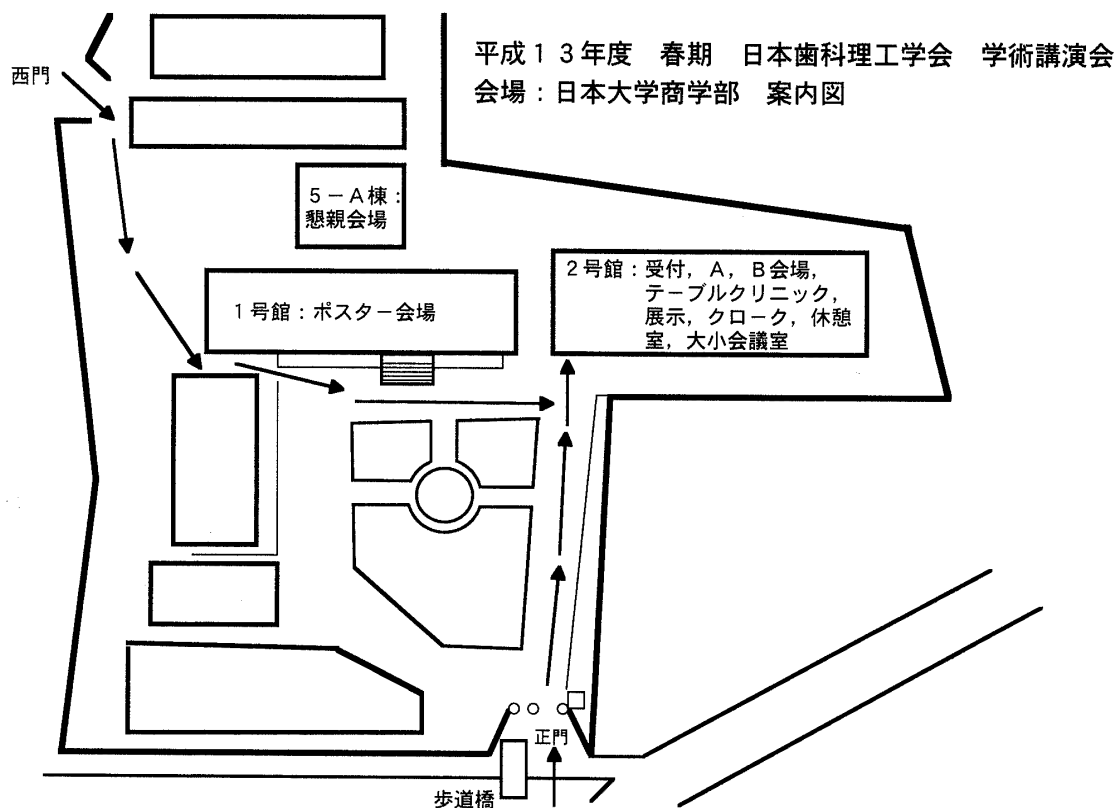 平成１３年度　春期　日本歯科理工学会　学術講演会
会場：日本大学商学部　案内図
西門
５－Ａ棟：
懇親会場
１号館：ポスター会場
２号館：受付，Ａ，Ｂ会場，
テーブルクリニック，
展示，クローク，休憩
室，大小会議室
正門
歩道橋